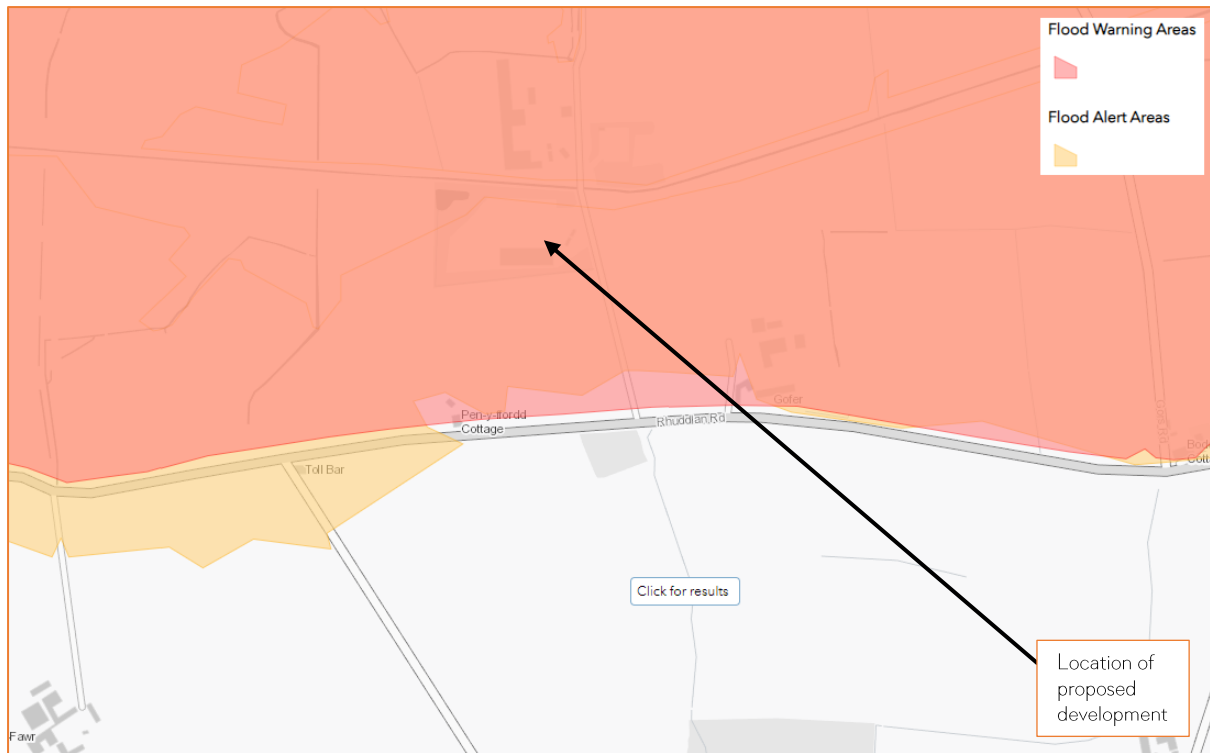 Flood Warning Areas
Flood Alert Areas
Pen-y-ffordd
Cottage
Rhuddlan Rd
Gofer
Toll Bar
Click for results
Location of
proposed
development
Fawr